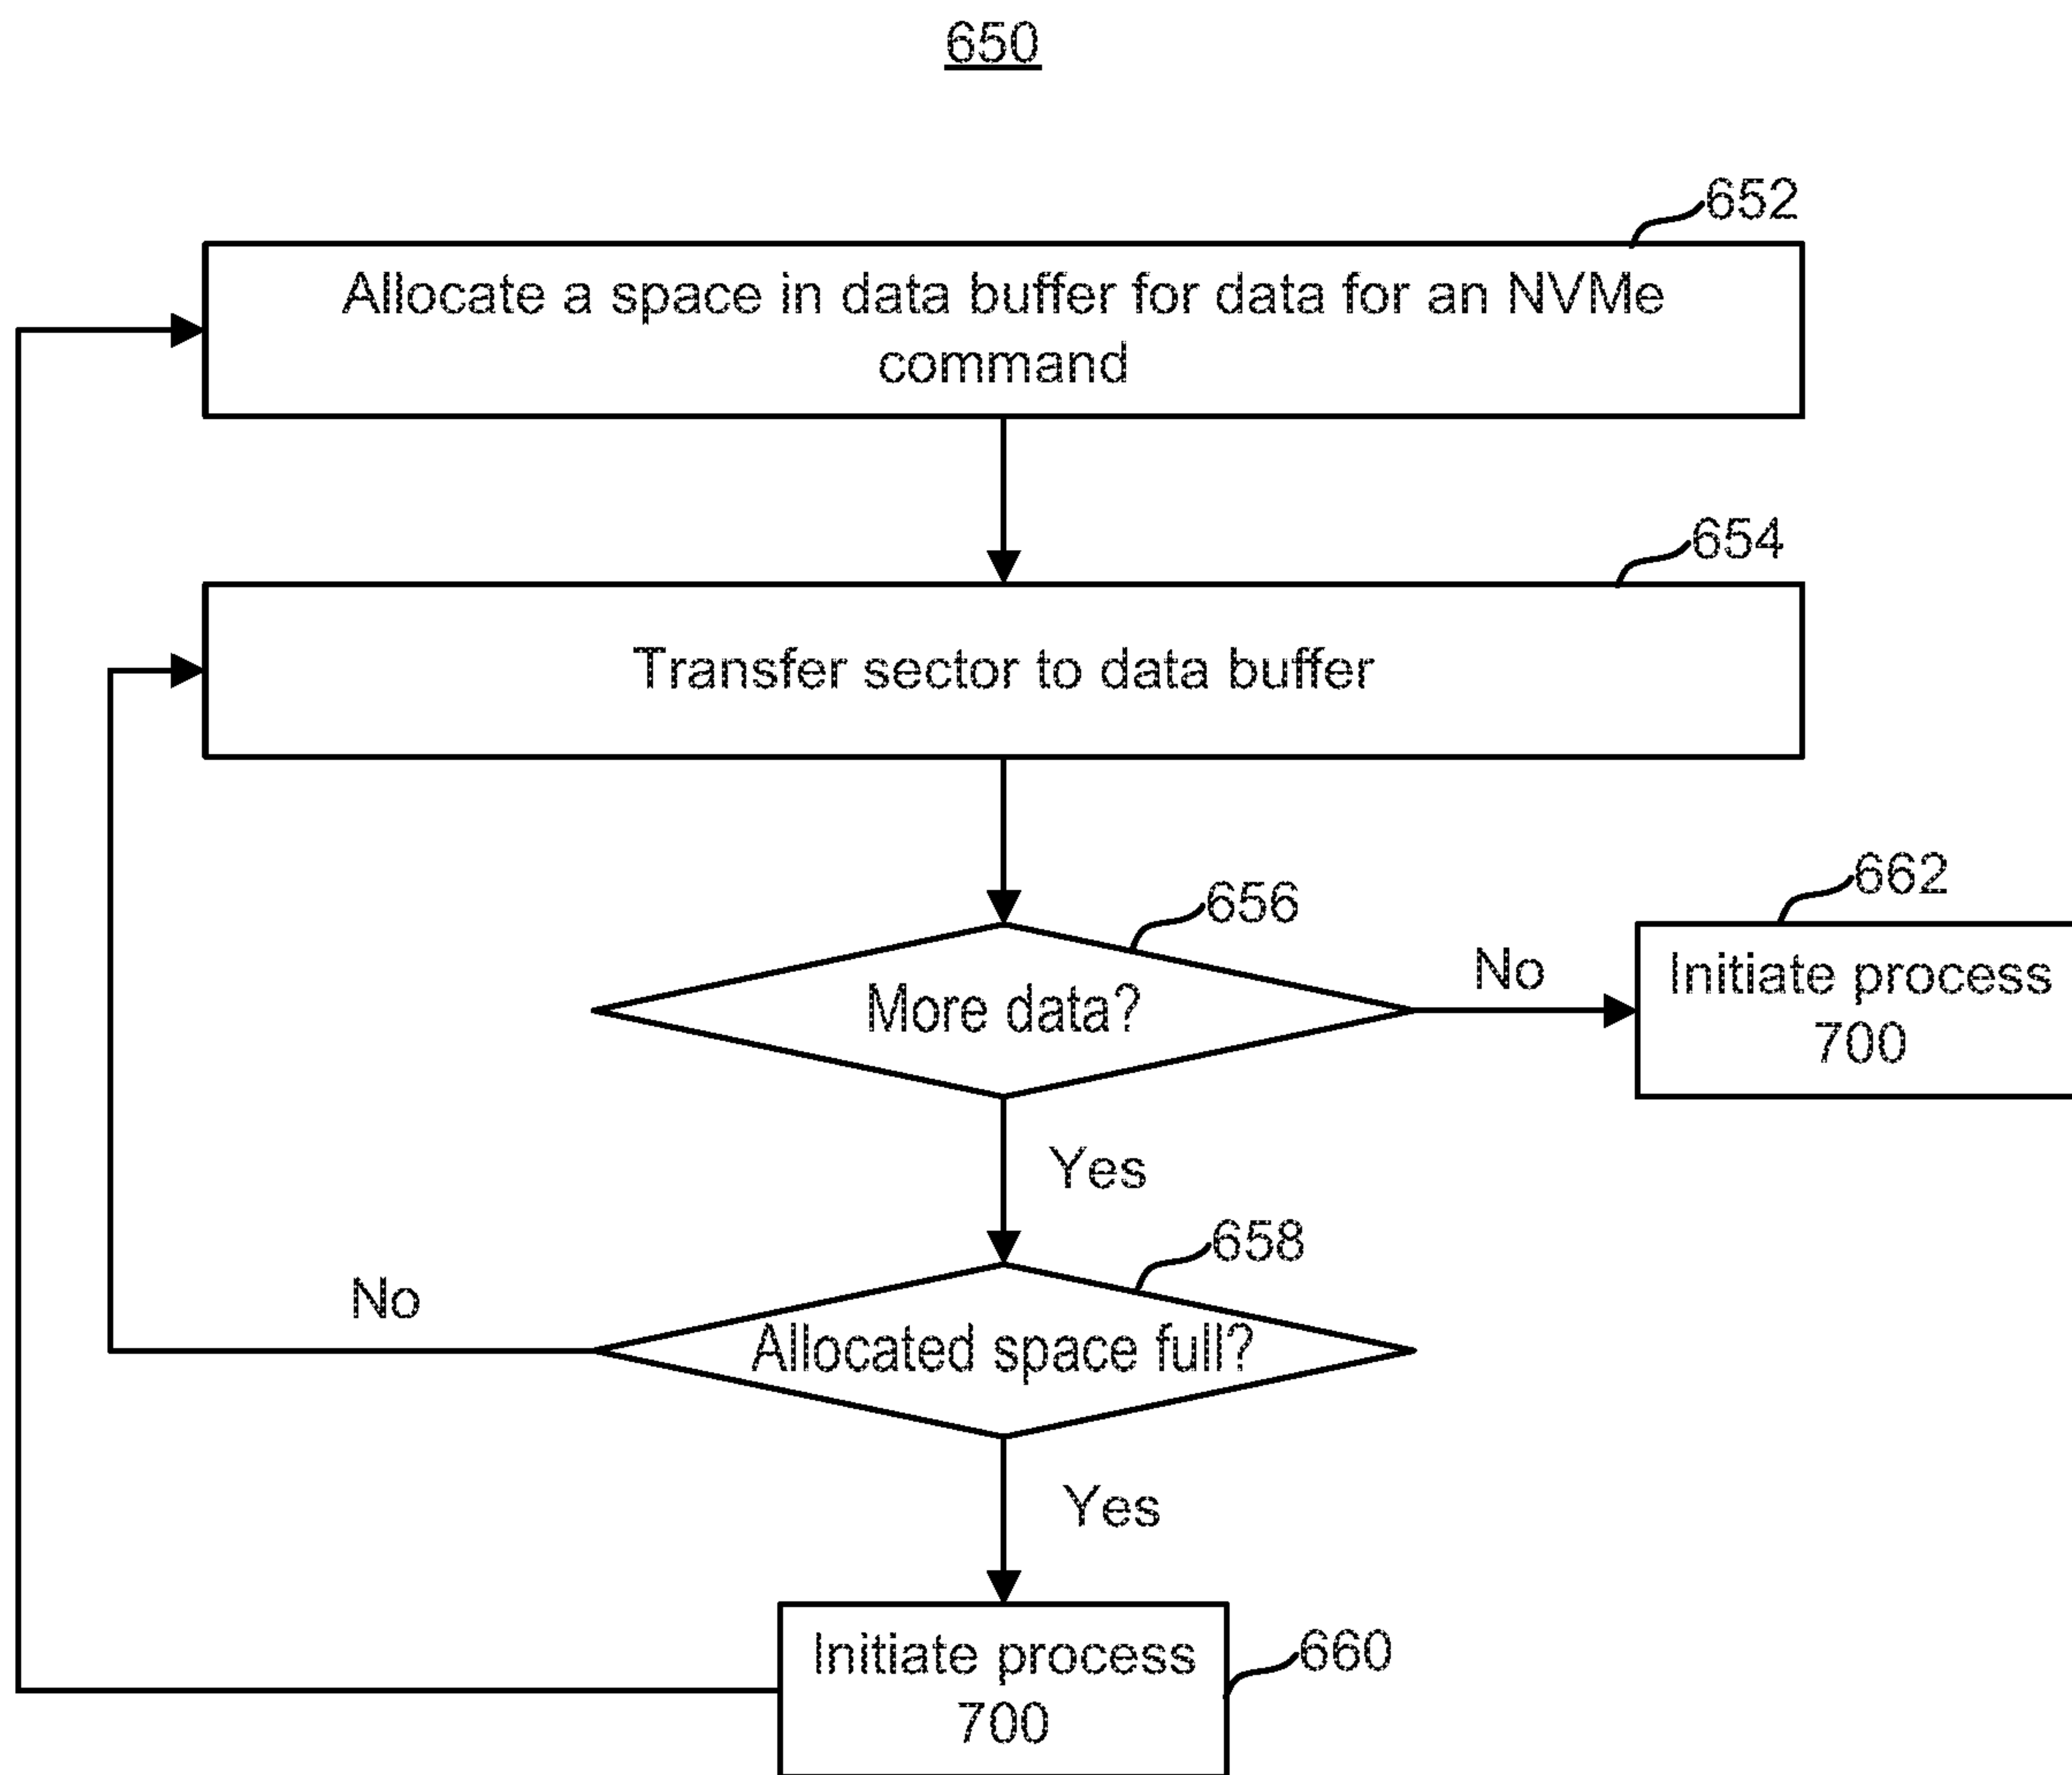 650
652
Allocate a space in data buffer for data for an NVMe
command
654
Transfer sector to data buffer
656
More data?
No
662
Initiate process
700
Yes
658
No
Allocated space full?
Yes
Initiate process
700
660